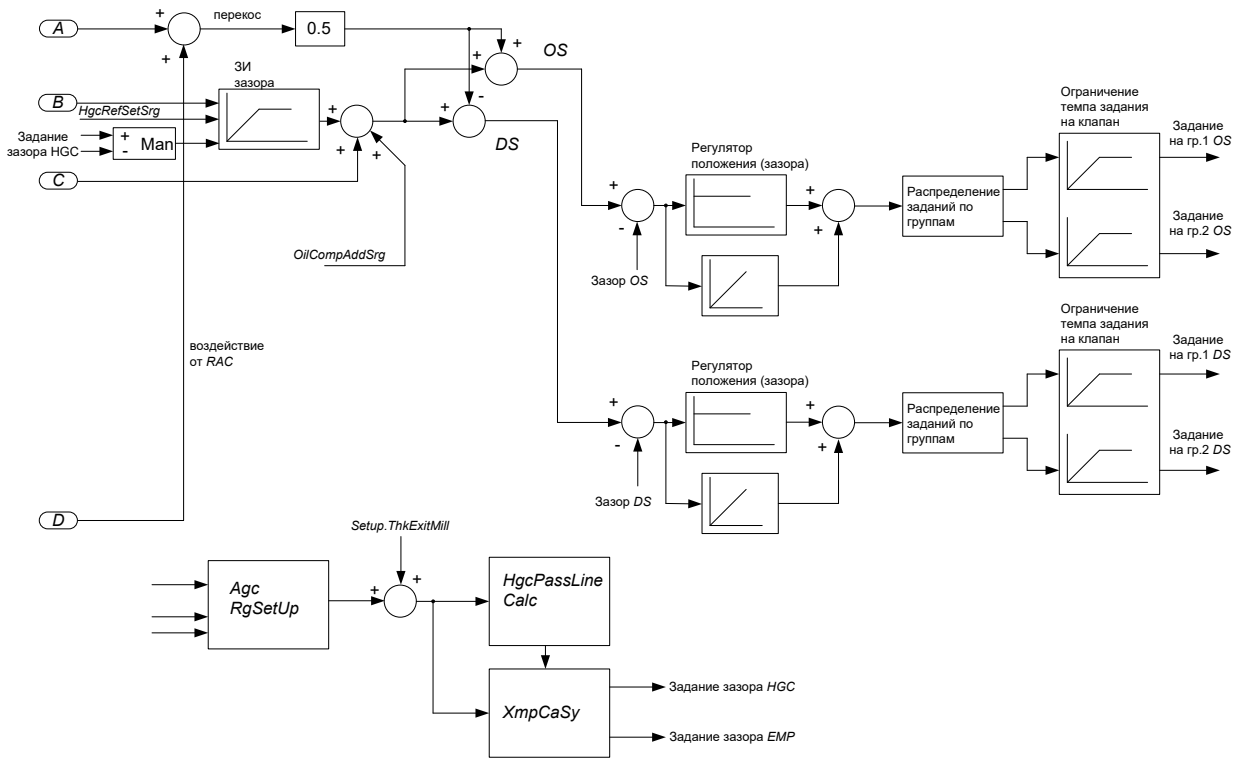 A
+
перекос
0.5
+
+
OS
+
-
ЗИ
зазора
B
HgcRefSetSrg
Задание
зазора HGC
+
-
Man
+
+
+
+
DS
C
OilCompAddSrg
Регулятор
положения (зазора)
+
-
Зазор OS
+
+
Распределение
заданий по
группам
Ограничение
темпа задания
на клапан
Задание
на гр.1 OS
Задание
на гр.2 OS
воздействие
от RAC
Регулятор
положения (зазора)
+
-
Зазор DS
+
+
Распределение
заданий по
группам
Ограничение
темпа задания
на клапан
Задание
на гр.1 DS
Задание
на гр.2 DS
D
Setup.ThkExitMill
Agc
RgSetUp
+
+
HgcPassLine
Calc
XmpCaSy
Задание зазора HGC
Задание зазора EMP